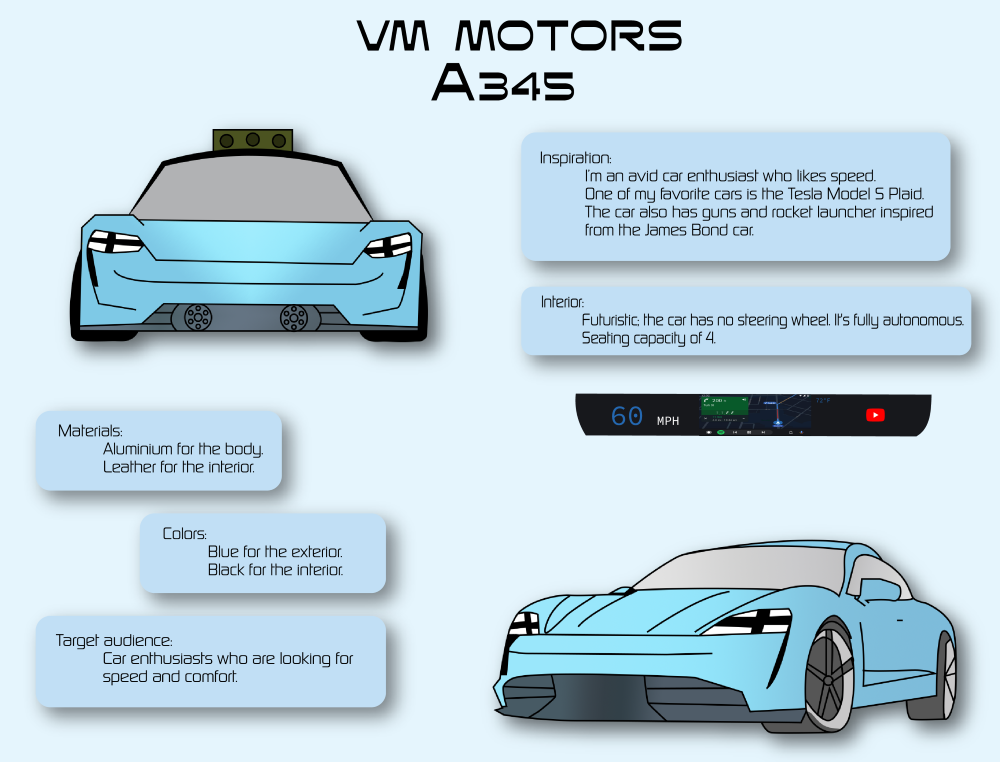 VM MOTORS
A345
Inspiration:
I'm an avid car enthusiast who likes speed.
One of my favorite cars is the Tesla Model S Plaid.
The car also has guns and rocket launcher inspired
from the James Bond car.
Interior:
Futuristic; the car has no steering wheel. It's fully autonomous.
Seating capacity of 4.
60 MPH
Materials:
Aluminium for the body.
Leather for the interior.
Colors:
Blue for the exterior.
Black for the interior.
Target audience:
Car enthusiasts who are looking for
speed and comfort.